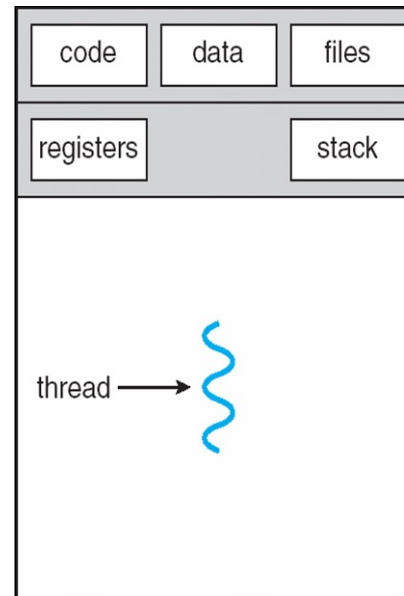 code data files
registers stack
thread